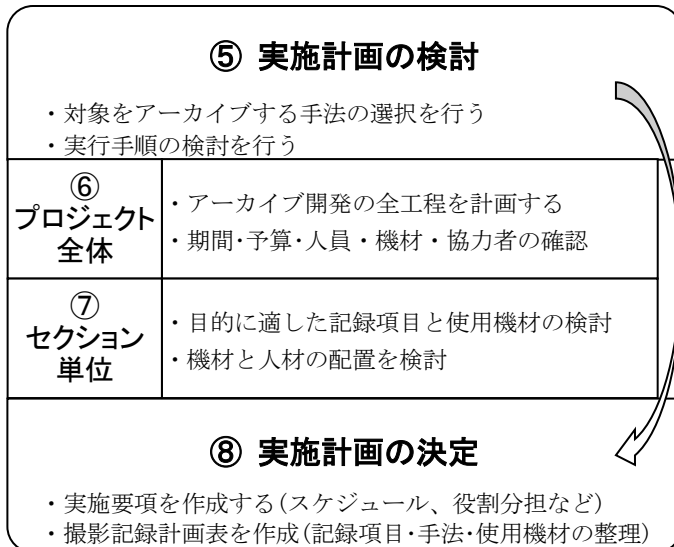 ⑤ 実施計画の検討
・対象をアーカイブする手法の選択を行う
・実行手順の検討を行う
⑥
プロジェクト
全体
・アーカイブ開発の全工程を計画する
・期間･予算･人員・機材・協力者の確認
⑦
セクション
単位
・目的に適した記録項目と使用機材の検討
・機材と人材の配置を検討
⑧ 実施計画の決定
・実施要項を作成する(スケジュール、役割分担など)
・撮影記録計画表を作成(記録項目･手法･使用機材の整理)